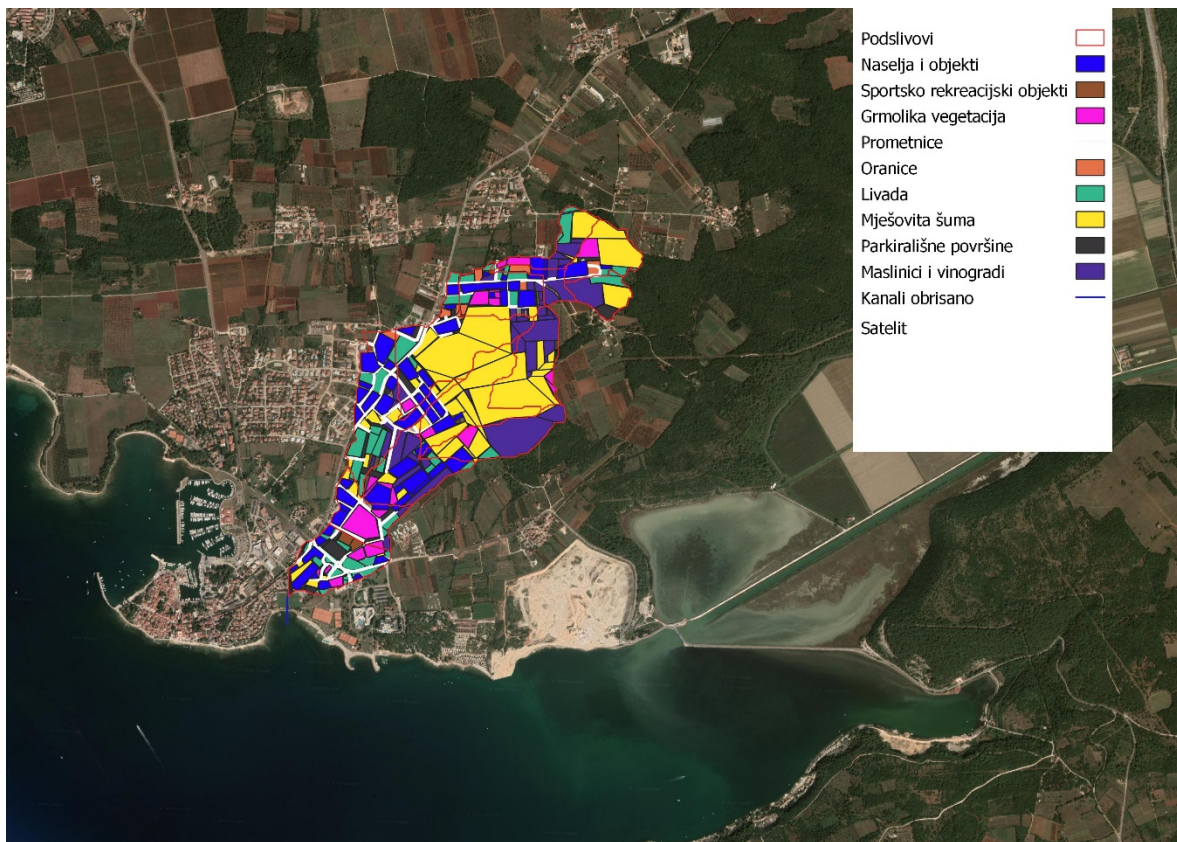 Podslivovi
Naselja i objekti
Sportsko rekreacijski objekti
Grmolika vegetacija
Prometnice
Oranice
Livada
Mješovita šuma
Parkirališne površine
Maslinici i vinogradi
Kanali obrisano
Satelit